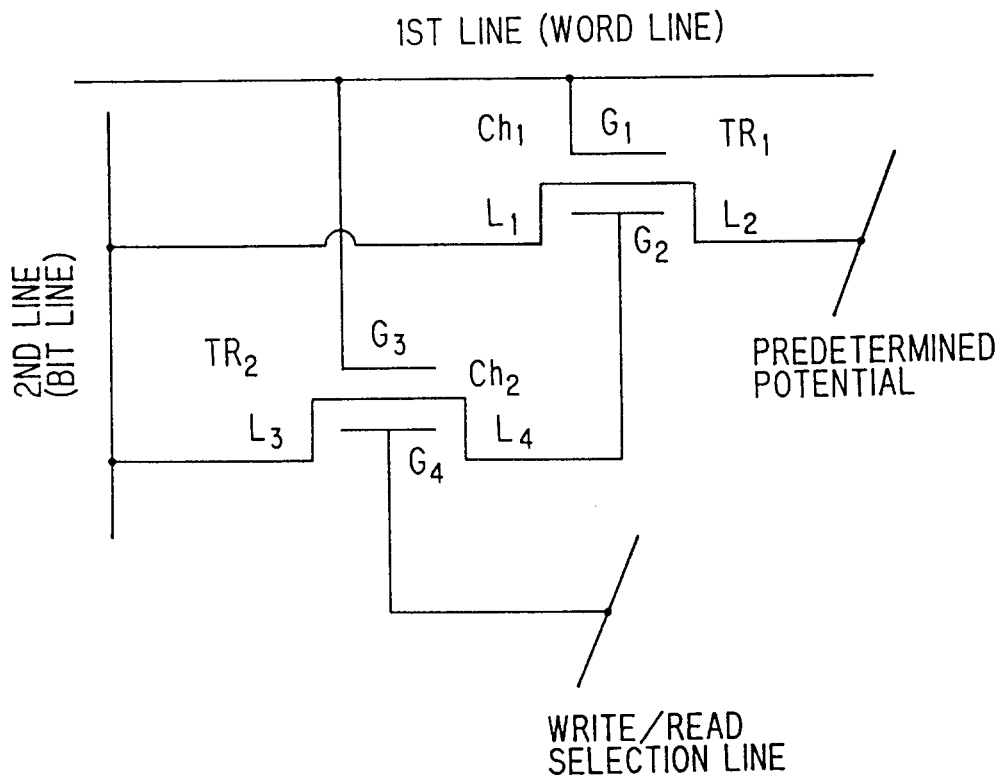 1ST LINE (WORD LINE)
Ch1
G1
TR1
L1
G2
L2
2ND LINE
(BIT LINE)
TR2
G3
Ch2
PREDETERMINED
POTENTIAL
L3
L4
G4
WRITE/READ
SELECTION LINE